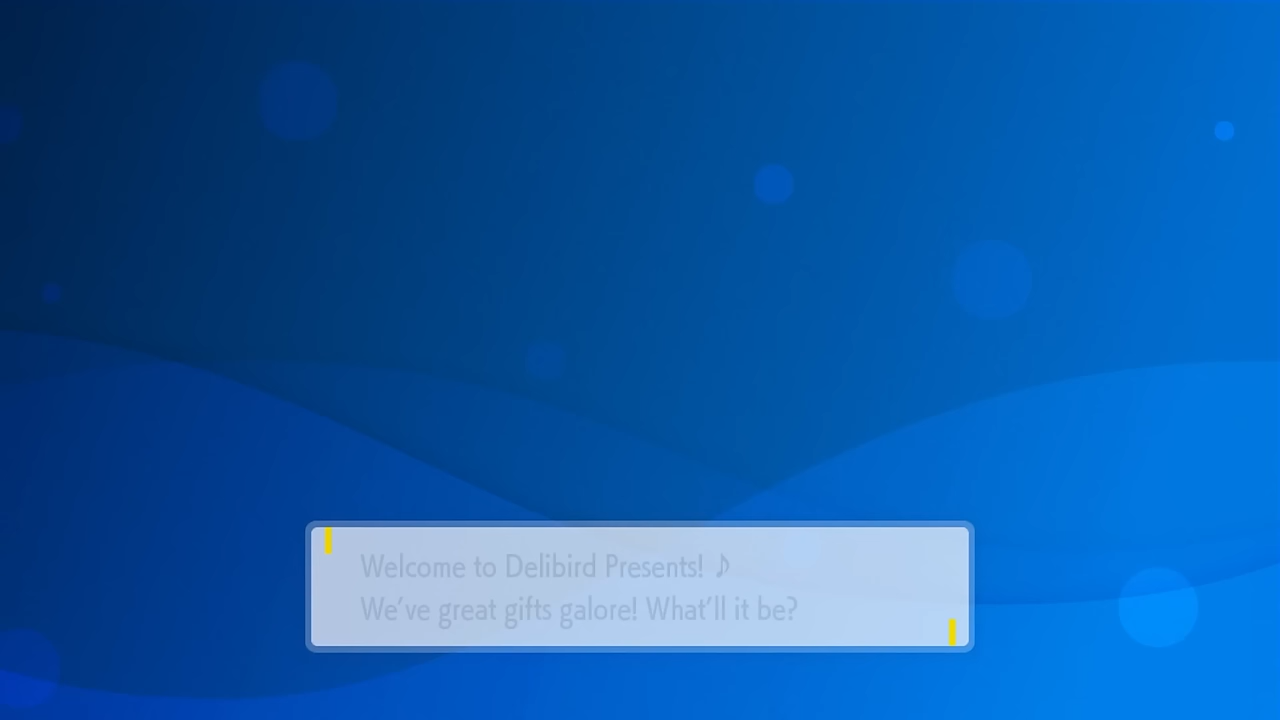 Welcome to Delibird Presents! ♪
We’ve great gifts galore! What’ll it be?